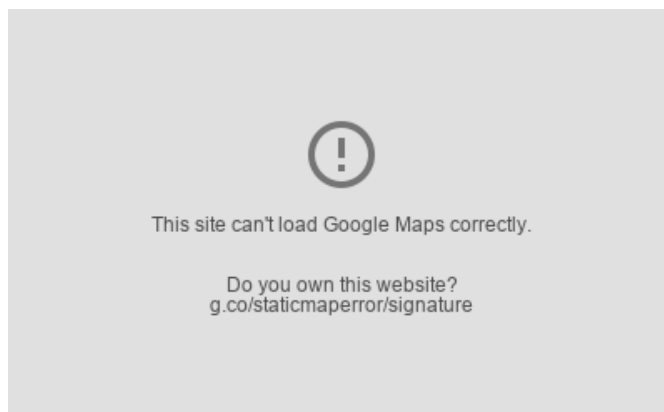 This site can't load Google Maps correctly.
Do you own this website?
g.co/staticmaperror/signature